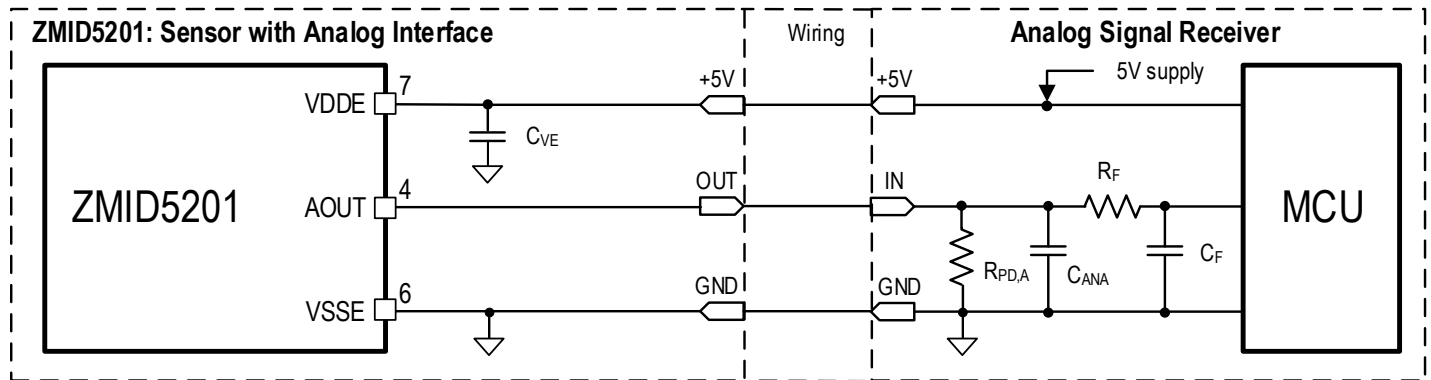 ZMID5201: Sensor with Analog Interface
Wiring
Analog Signal Receiver
7
+5V
+5V
5V supply
VDDE
CVE
RF
OUT
IN
4
ZMID5201
AOUT
MCU
RPD,A
CANA
CF
GND
GND
6
VSSE